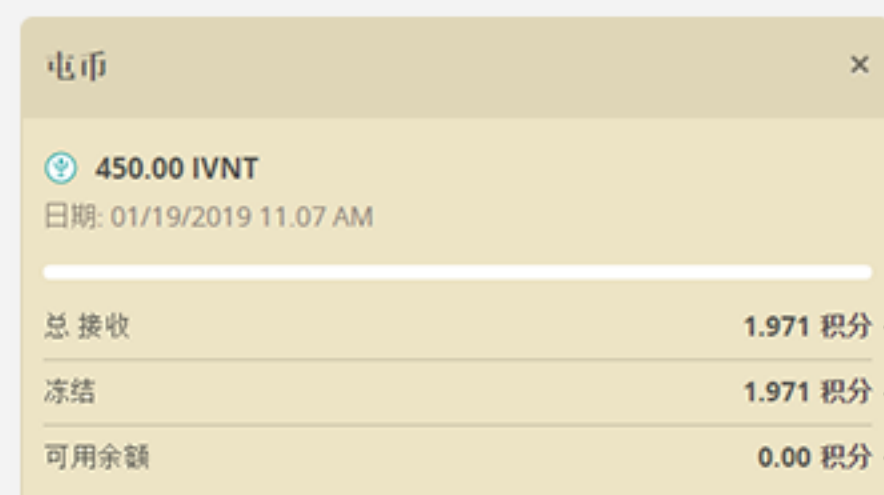 屯币
450.00 IVNT
日期: 01/19/2019 11.07 AM
总 接收 1.971 积分
冻结 1.971 积分
可用余额 0.00 积分